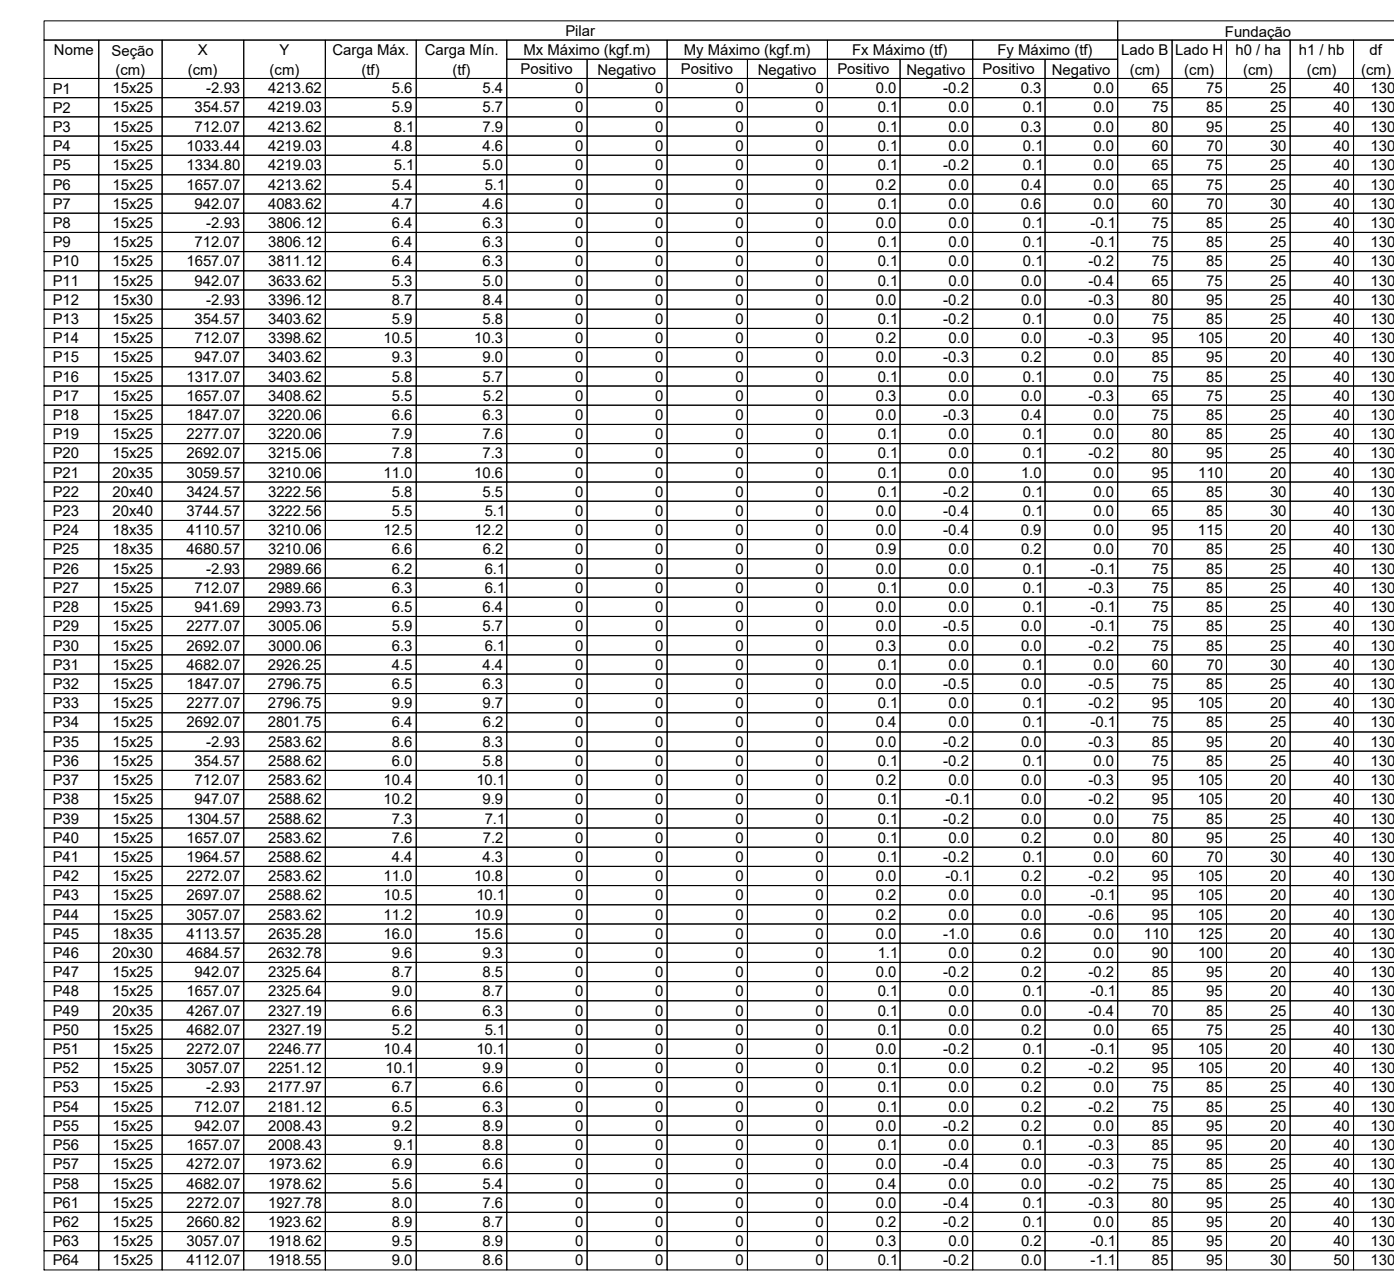 Pilar Fundação
Nome Seção X Y Carga Máx. Carga Mín. Mx Máximo (kgf.m) My Máximo (kgf.m) Fx Máximo (tf) Fy Máximo (tf) Lado B Lado H h0 / ha h1 / hb df
(cm) (cm) (cm) (tf) (tf) Positivo Negativo Positivo Negativo Positivo Negativo Positivo Negativo (cm) (cm) (cm) (cm) (cm)
P1 15x25 -2.93 4213.62 5.6 5.4 0 0 0 0 0.0 -0.2 0.3 0.0 65 75 25 40 130
P2 15x25 354.57 4219.03 5.9 5.7 0 0 0 0 0.1 0.0 0.1 0.0 75 85 25 40 130
P3 15x25 712.07 4213.62 8.1 7.9 0 0 0 0 0.1 0.0 0.3 0.0 80 95 25 40 130
P4 15x25 1033.44 4219.03 4.8 4.6 0 0 0 0 0.1 0.0 0.1 0.0 60 70 30 40 130
P5 15x25 1334.80 4219.03 5.1 5.0 0 0 0 0 0.1 -0.2 0.1 0.0 65 75 25 40 130
P6 15x25 1657.07 4213.62 5.4 5.1 0 0 0 0 0.2 0.0 0.4 0.0 65 75 25 40 130
P7 15x25 942.07 4083.62 4.7 4.6 0 0 0 0 0.1 0.0 0.6 0.0 60 70 30 40 130
P8 15x25 -2.93 3806.12 6.4 6.3 0 0 0 0 0.0 0.0 0.1 -0.1 75 85 25 40 130
P9 15x25 712.07 3806.12 6.4 6.3 0 0 0 0 0.1 0.0 0.1 -0.1 75 85 25 40 130
P10 15x25 1657.07 3811.12 6.4 6.3 0 0 0 0 0.1 0.0 0.1 -0.2 75 85 25 40 130
P11 15x25 942.07 3633.62 5.3 5.0 0 0 0 0 0.1 0.0 0.0 -0.4 65 75 25 40 130
P12 15x30 -2.93 3396.12 8.7 8.4 0 0 0 0 0.0 -0.2 0.0 -0.3 80 95 25 40 130
P13 15x25 354.57 3403.62 5.9 5.8 0 0 0 0 0.1 -0.2 0.1 0.0 75 85 25 40 130
P14 15x25 712.07 3398.62 10.5 10.3 0 0 0 0 0.2 0.0 0.0 -0.3 95 105 20 40 130
P15 15x25 947.07 3403.62 9.3 9.0 0 0 0 0 0.0 -0.3 0.2 0.0 85 95 20 40 130
P16 15x25 1317.07 3403.62 5.8 5.7 0 0 0 0 0.1 0.0 0.1 0.0 75 85 25 40 130
P17 15x25 1657.07 3408.62 5.5 5.2 0 0 0 0 0.3 0.0 0.0 -0.3 65 75 25 40 130
P18 15x25 1847.07 3220.06 6.6 6.3 0 0 0 0 0.0 -0.3 0.4 0.0 75 85 25 40 130
P19 15x25 2277.07 3220.06 7.9 7.6 0 0 0 0 0.1 0.0 0.1 0.0 80 85 25 40 130
P20 15x25 2692.07 3215.06 7.8 7.3 0 0 0 0 0.1 0.0 0.1 -0.2 80 95 25 40 130
P21 20x35 3059.57 3210.06 11.0 10.6 0 0 0 0 0.1 0.0 1.0 0.0 95 110 20 40 130
P22 20x40 3424.57 3222.56 5.8 5.5 0 0 0 0 0.1 -0.2 0.1 0.0 65 85 30 40 130
P23 20x40 3744.57 3222.56 5.5 5.1 0 0 0 0 0.0 -0.4 0.1 0.0 65 85 30 40 130
P24 18x35 4110.57 3210.06 12.5 12.2 0 0 0 0 0.0 -0.4 0.9 0.0 95 115 20 40 130
P25 18x35 4680.57 3210.06 6.6 6.2 0 0 0 0 0.9 0.0 0.2 0.0 70 85 25 40 130
P26 15x25 -2.93 2989.66 6.2 6.1 0 0 0 0 0.0 0.0 0.1 -0.1 75 85 25 40 130
P27 15x25 712.07 2989.66 6.3 6.1 0 0 0 0 0.1 0.0 0.1 -0.3 75 85 25 40 130
P28 15x25 941.69 2993.73 6.5 6.4 0 0 0 0 0.0 0.0 0.1 -0.1 75 85 25 40 130
P29 15x25 2277.07 3005.06 5.9 5.7 0 0 0 0 0.0 -0.5 0.0 -0.1 75 85 25 40 130
P30 15x25 2692.07 3000.06 6.3 6.1 0 0 0 0 0.3 0.0 0.0 -0.2 75 85 25 40 130
P31 15x25 4682.07 2926.25 4.5 4.4 0 0 0 0 0.1 0.0 0.1 0.0 60 70 30 40 130
P32 15x25 1847.07 2796.75 6.5 6.3 0 0 0 0 0.0 -0.5 0.0 -0.5 75 85 25 40 130
P33 15x25 2277.07 2796.75 9.9 9.7 0 0 0 0 0.1 0.0 0.1 -0.2 95 105 20 40 130
P34 15x25 2692.07 2801.75 6.4 6.2 0 0 0 0 0.4 0.0 0.1 -0.1 75 85 25 40 130
P35 15x25 -2.93 2583.62 8.6 8.3 0 0 0 0 0.0 -0.2 0.0 -0.3 85 95 20 40 130
P36 15x25 354.57 2588.62 6.0 5.8 0 0 0 0 0.1 -0.2 0.1 0.0 75 85 25 40 130
P37 15x25 712.07 2583.62 10.4 10.1 0 0 0 0 0.2 0.0 0.0 -0.3 95 105 20 40 130
P38 15x25 947.07 2588.62 10.2 9.9 0 0 0 0 0.1 -0.1 0.0 -0.2 95 105 20 40 130
P39 15x25 1304.57 2588.62 7.3 7.1 0 0 0 0 0.1 -0.2 0.0 0.0 75 85 25 40 130
P40 15x25 1657.07 2583.62 7.6 7.2 0 0 0 0 0.1 0.0 0.2 0.0 80 95 25 40 130
P41 15x25 1964.57 2588.62 4.4 4.3 0 0 0 0 0.1 -0.2 0.1 0.0 60 70 30 40 130
P42 15x25 2272.07 2583.62 11.0 10.8 0 0 0 0 0.0 -0.1 0.2 -0.2 95 105 20 40 130
P43 15x25 2697.07 2588.62 10.5 10.1 0 0 0 0 0.2 0.0 0.0 -0.1 95 105 20 40 130
P44 15x25 3057.07 2583.62 11.2 10.9 0 0 0 0 0.2 0.0 0.0 -0.6 95 105 20 40 130
P45 18x35 4113.57 2635.28 16.0 15.6 0 0 0 0 0.0 -1.0 0.6 0.0 110 125 20 40 130
P46 20x30 4684.57 2632.78 9.6 9.3 0 0 0 0 1.1 0.0 0.2 0.0 90 100 20 40 130
P47 15x25 942.07 2325.64 8.7 8.5 0 0 0 0 0.0 -0.2 0.2 -0.2 85 95 20 40 130
P48 15x25 1657.07 2325.64 9.0 8.7 0 0 0 0 0.1 0.0 0.1 -0.1 85 95 20 40 130
P49 20x35 4267.07 2327.19 6.6 6.3 0 0 0 0 0.1 0.0 0.0 -0.4 70 85 25 40 130
P50 15x25 4682.07 2327.19 5.2 5.1 0 0 0 0 0.1 0.0 0.2 0.0 65 75 25 40 130
P51 15x25 2272.07 2246.77 10.4 10.1 0 0 0 0 0.0 -0.2 0.1 -0.1 95 105 20 40 130
P52 15x25 3057.07 2251.12 10.1 9.9 0 0 0 0 0.1 0.0 0.2 -0.2 95 105 20 40 130
P53 15x25 -2.93 2177.97 6.7 6.6 0 0 0 0 0.1 0.0 0.2 0.0 75 85 25 40 130
P54 15x25 712.07 2181.12 6.5 6.3 0 0 0 0 0.1 0.0 0.2 -0.2 75 85 25 40 130
P55 15x25 942.07 2008.43 9.2 8.9 0 0 0 0 0.0 -0.2 0.2 0.0 85 95 20 40 130
P56 15x25 1657.07 2008.43 9.1 8.8 0 0 0 0 0.1 0.0 0.1 -0.3 85 95 20 40 130
P57 15x25 4272.07 1973.62 6.9 6.6 0 0 0 0 0.0 -0.4 0.0 -0.3 75 85 25 40 130
P58 15x25 4682.07 1978.62 5.6 5.4 0 0 0 0 0.4 0.0 0.0 -0.2 75 85 25 40 130
P61 15x25 2272.07 1927.78 8.0 7.6 0 0 0 0 0.0 -0.4 0.1 -0.3 80 95 25 40 130
P62 15x25 2660.82 1923.62 8.9 8.7 0 0 0 0 0.2 -0.2 0.1 0.0 85 95 20 40 130
P63 15x25 3057.07 1918.62 9.5 8.9 0 0 0 0 0.3 0.0 0.2 -0.1 85 95 20 40 130
P64 15x25 4112.07 1918.55 9.0 8.6 0 0 0 0 0.1 -0.2 0.0 -1.1 85 95 30 50 130